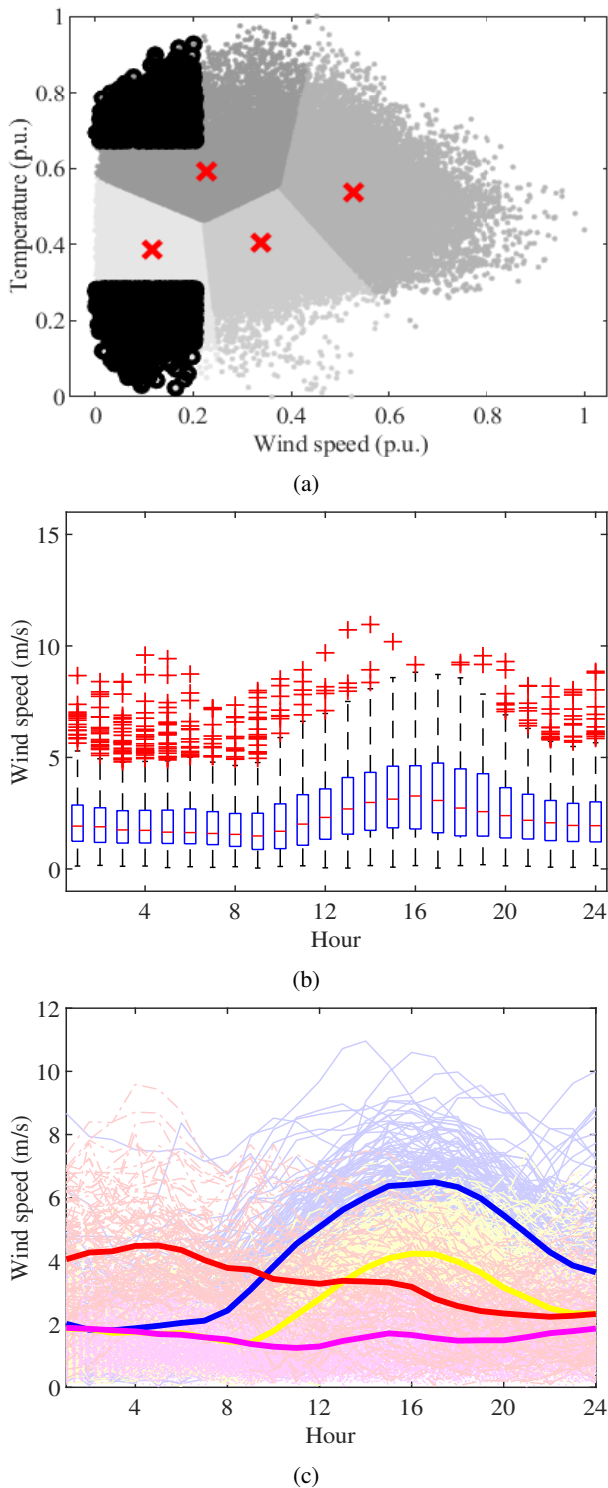 1
0.8
0.6
0.4
0.2
0
Temperature (p.u.)
0 0.2 0.4 0.6 0.8 1
Wind speed (p.u.)
(a)
15
10
5
0
Wind speed (m/s)
4 8 12 16 20 24
Hour
(b)
12
10
8
6
4
2
0
Wind speed (m/s)
4 8 12 16 20 24
Hour
(c)